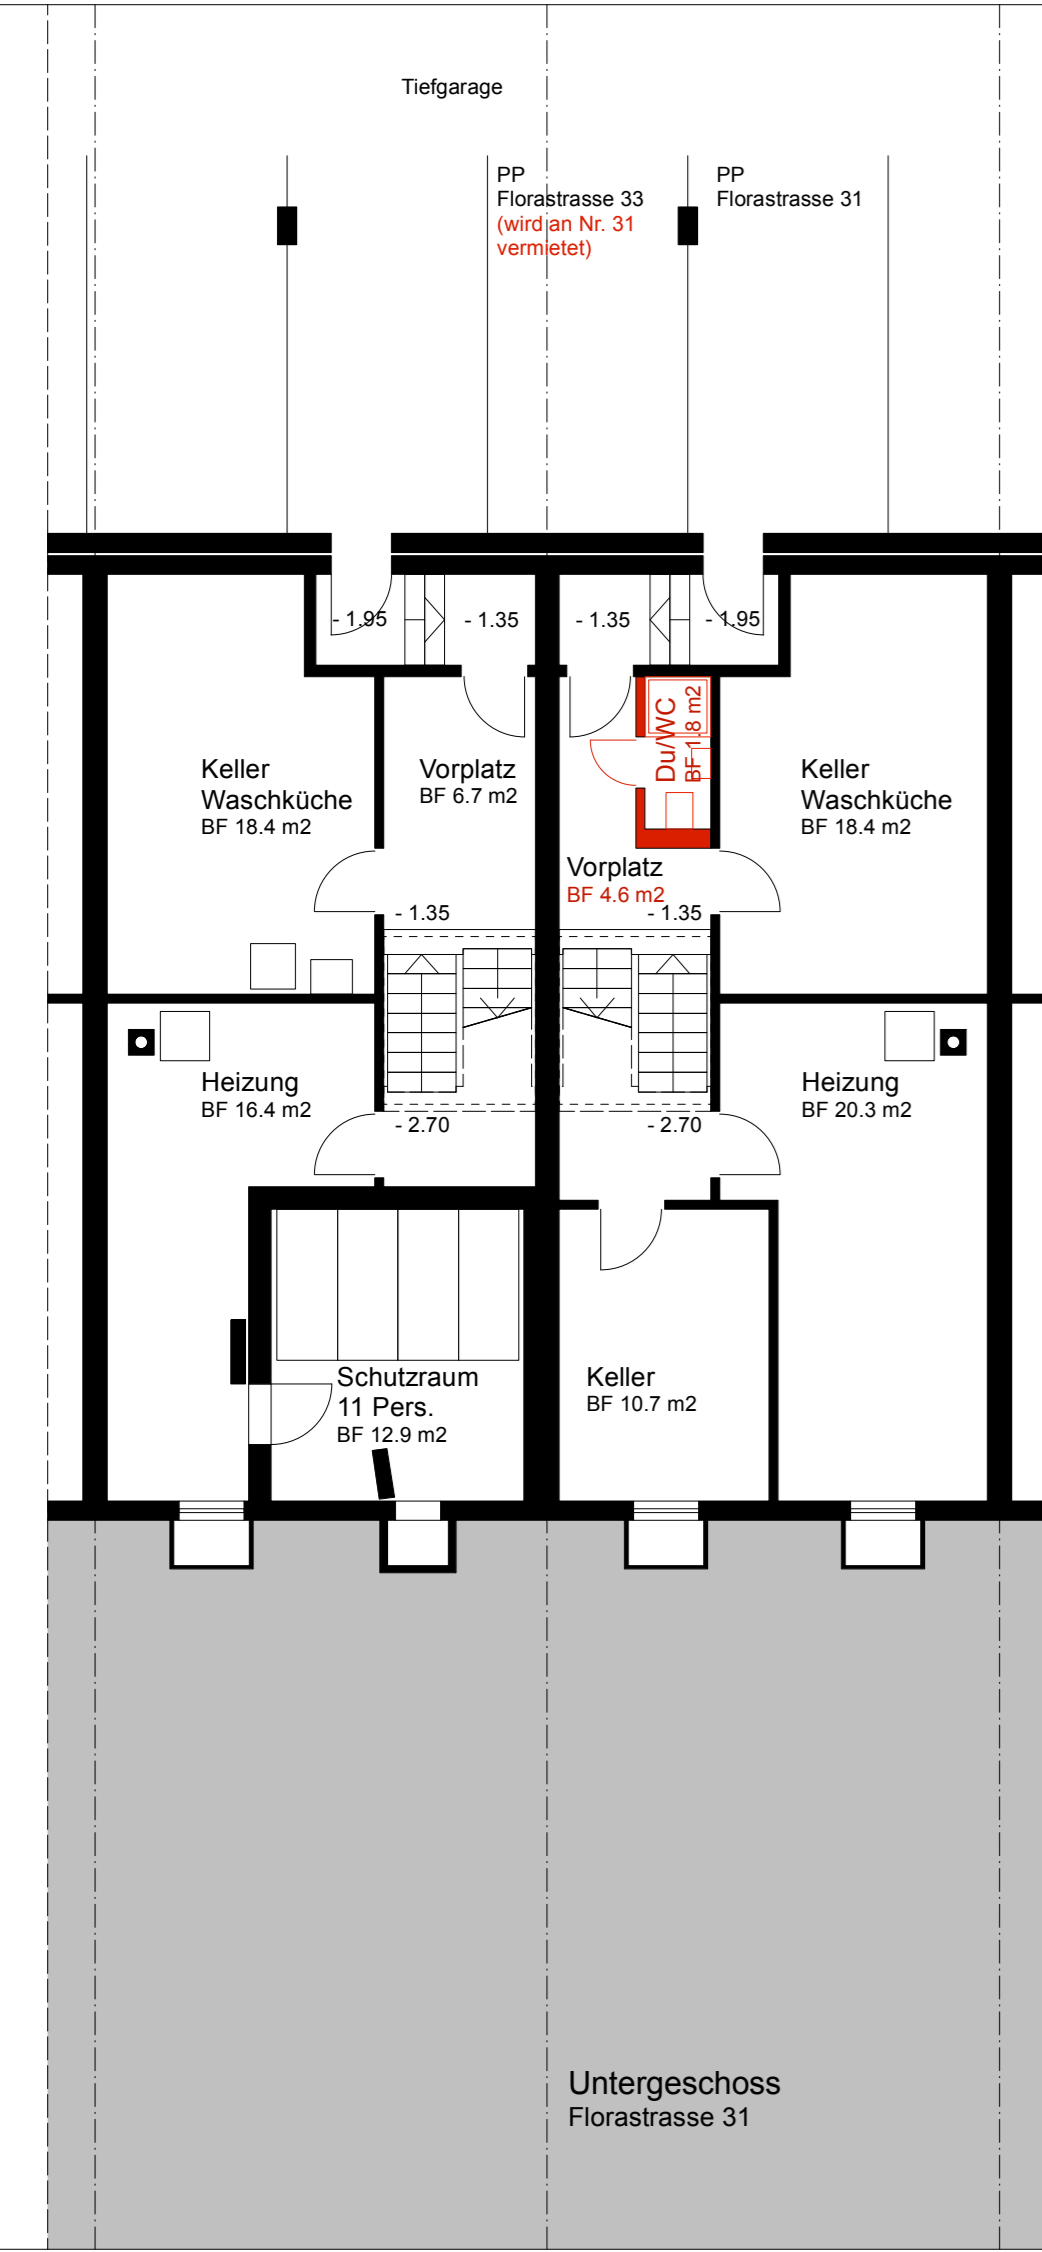 Tiefgarage
PP
Florastrasse 33
(wird an Nr. 31
vermietet)
PP
Florastrasse 31
- 1.95
- 1.35
- 1.35
- 1.95
Du/WC
BF 1.8 m2
Keller
Waschküche
BF 18.4 m2
Vorplatz
BF 6.7 m2
Keller
Waschküche
BF 18.4 m2
Vorplatz
BF 4.6 m2
- 1.35
- 1.35
Heizung
BF 16.4 m2
Heizung
BF 20.3 m2
- 2.70
- 2.70
Schutzraum
11 Pers.
BF 12.9 m2
Keller
BF 10.7 m2
Untergeschoss
Florastrasse 31